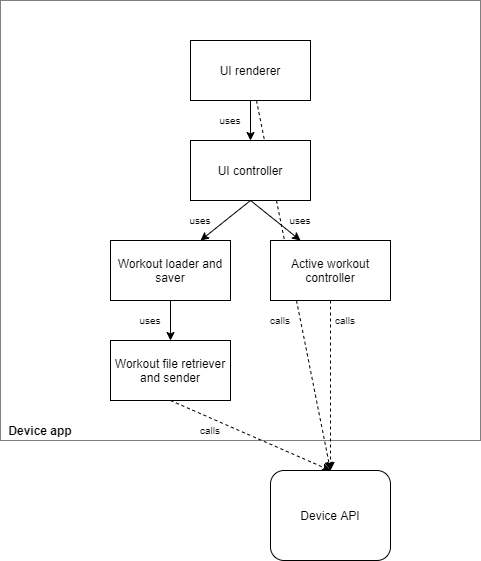 UI renderer
uses
UI controller
uses
uses
Workout loader and
saver
Active workout
controller
uses
calls
calls
Workout file retriever
and sender
calls
Device app
Device API